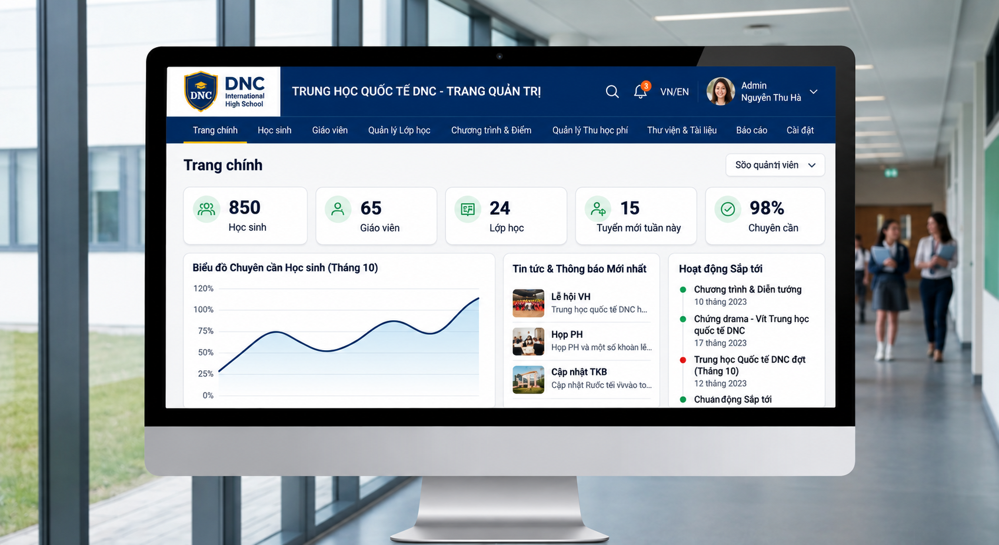 DNC
DNC
International
High School
TRUNG HỌC QUỐC TẾ DNC - TRANG QUẢN TRỊ
3
VN/EN
Admin
Nguyễn Thu Hà
Trang chính
Học sinh
Giáo viên
Quản lý Lớp học
Chương trình & Điểm
Quản lý Thu học phí
Thư viện & Tài liệu
Báo cáo
Cài đặt
Trang chính
viên
850
Học sinh
65
Giáo viên
24
Lớp học
15
Tuyển mới tuần này
98%
Chuyên cần
Biểu đồ Chuyên cần Học sinh (Tháng 10)
120%
100%
75%
50%
25%
0%
Tin tức & Thông báo Mới nhất
Lễ hội VH
Trung học quốc tế DNC h...
Họp PH
Họp PH và một số khoản lẽ...
Cập nhật TKB
Cập nhật Rước to...
Hoạt động Sắp tới
Chương trình & Diễn tướng
10 tháng 2023
Chứng drama - Vít Trung học
quốc tế DNC
17 tháng 2023
Trung học Quốc tế DNC đợt
(Tháng 10)
12 tháng 2023
Chuán động Sắp tới